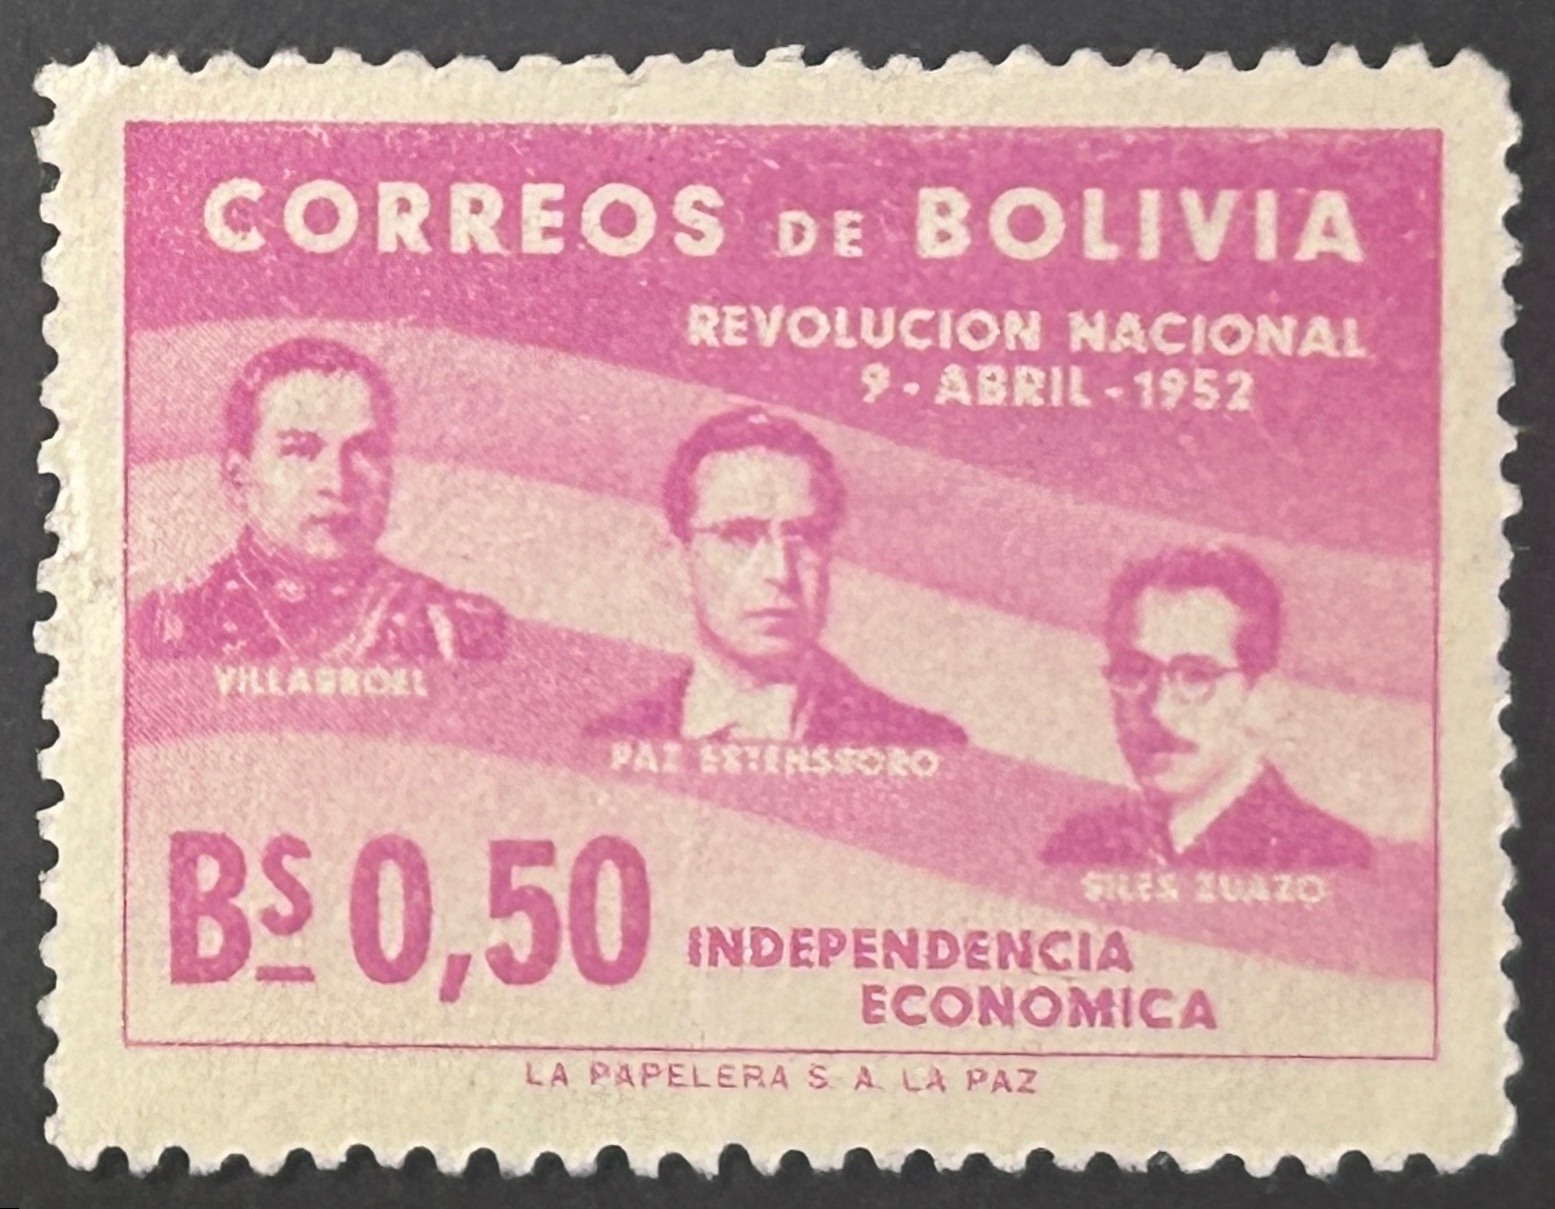 CORREOS DE BOLIVIA
REVOLUCION NACIONAL
9 - ABRIL - 1952
VILLARROEL
PAZ ESTENSSORO
SILES ZUAZO
Bs 0,50
INDEPENDENCIA
ECONOMICA
LA PAPELERA S. A. LA PAZ